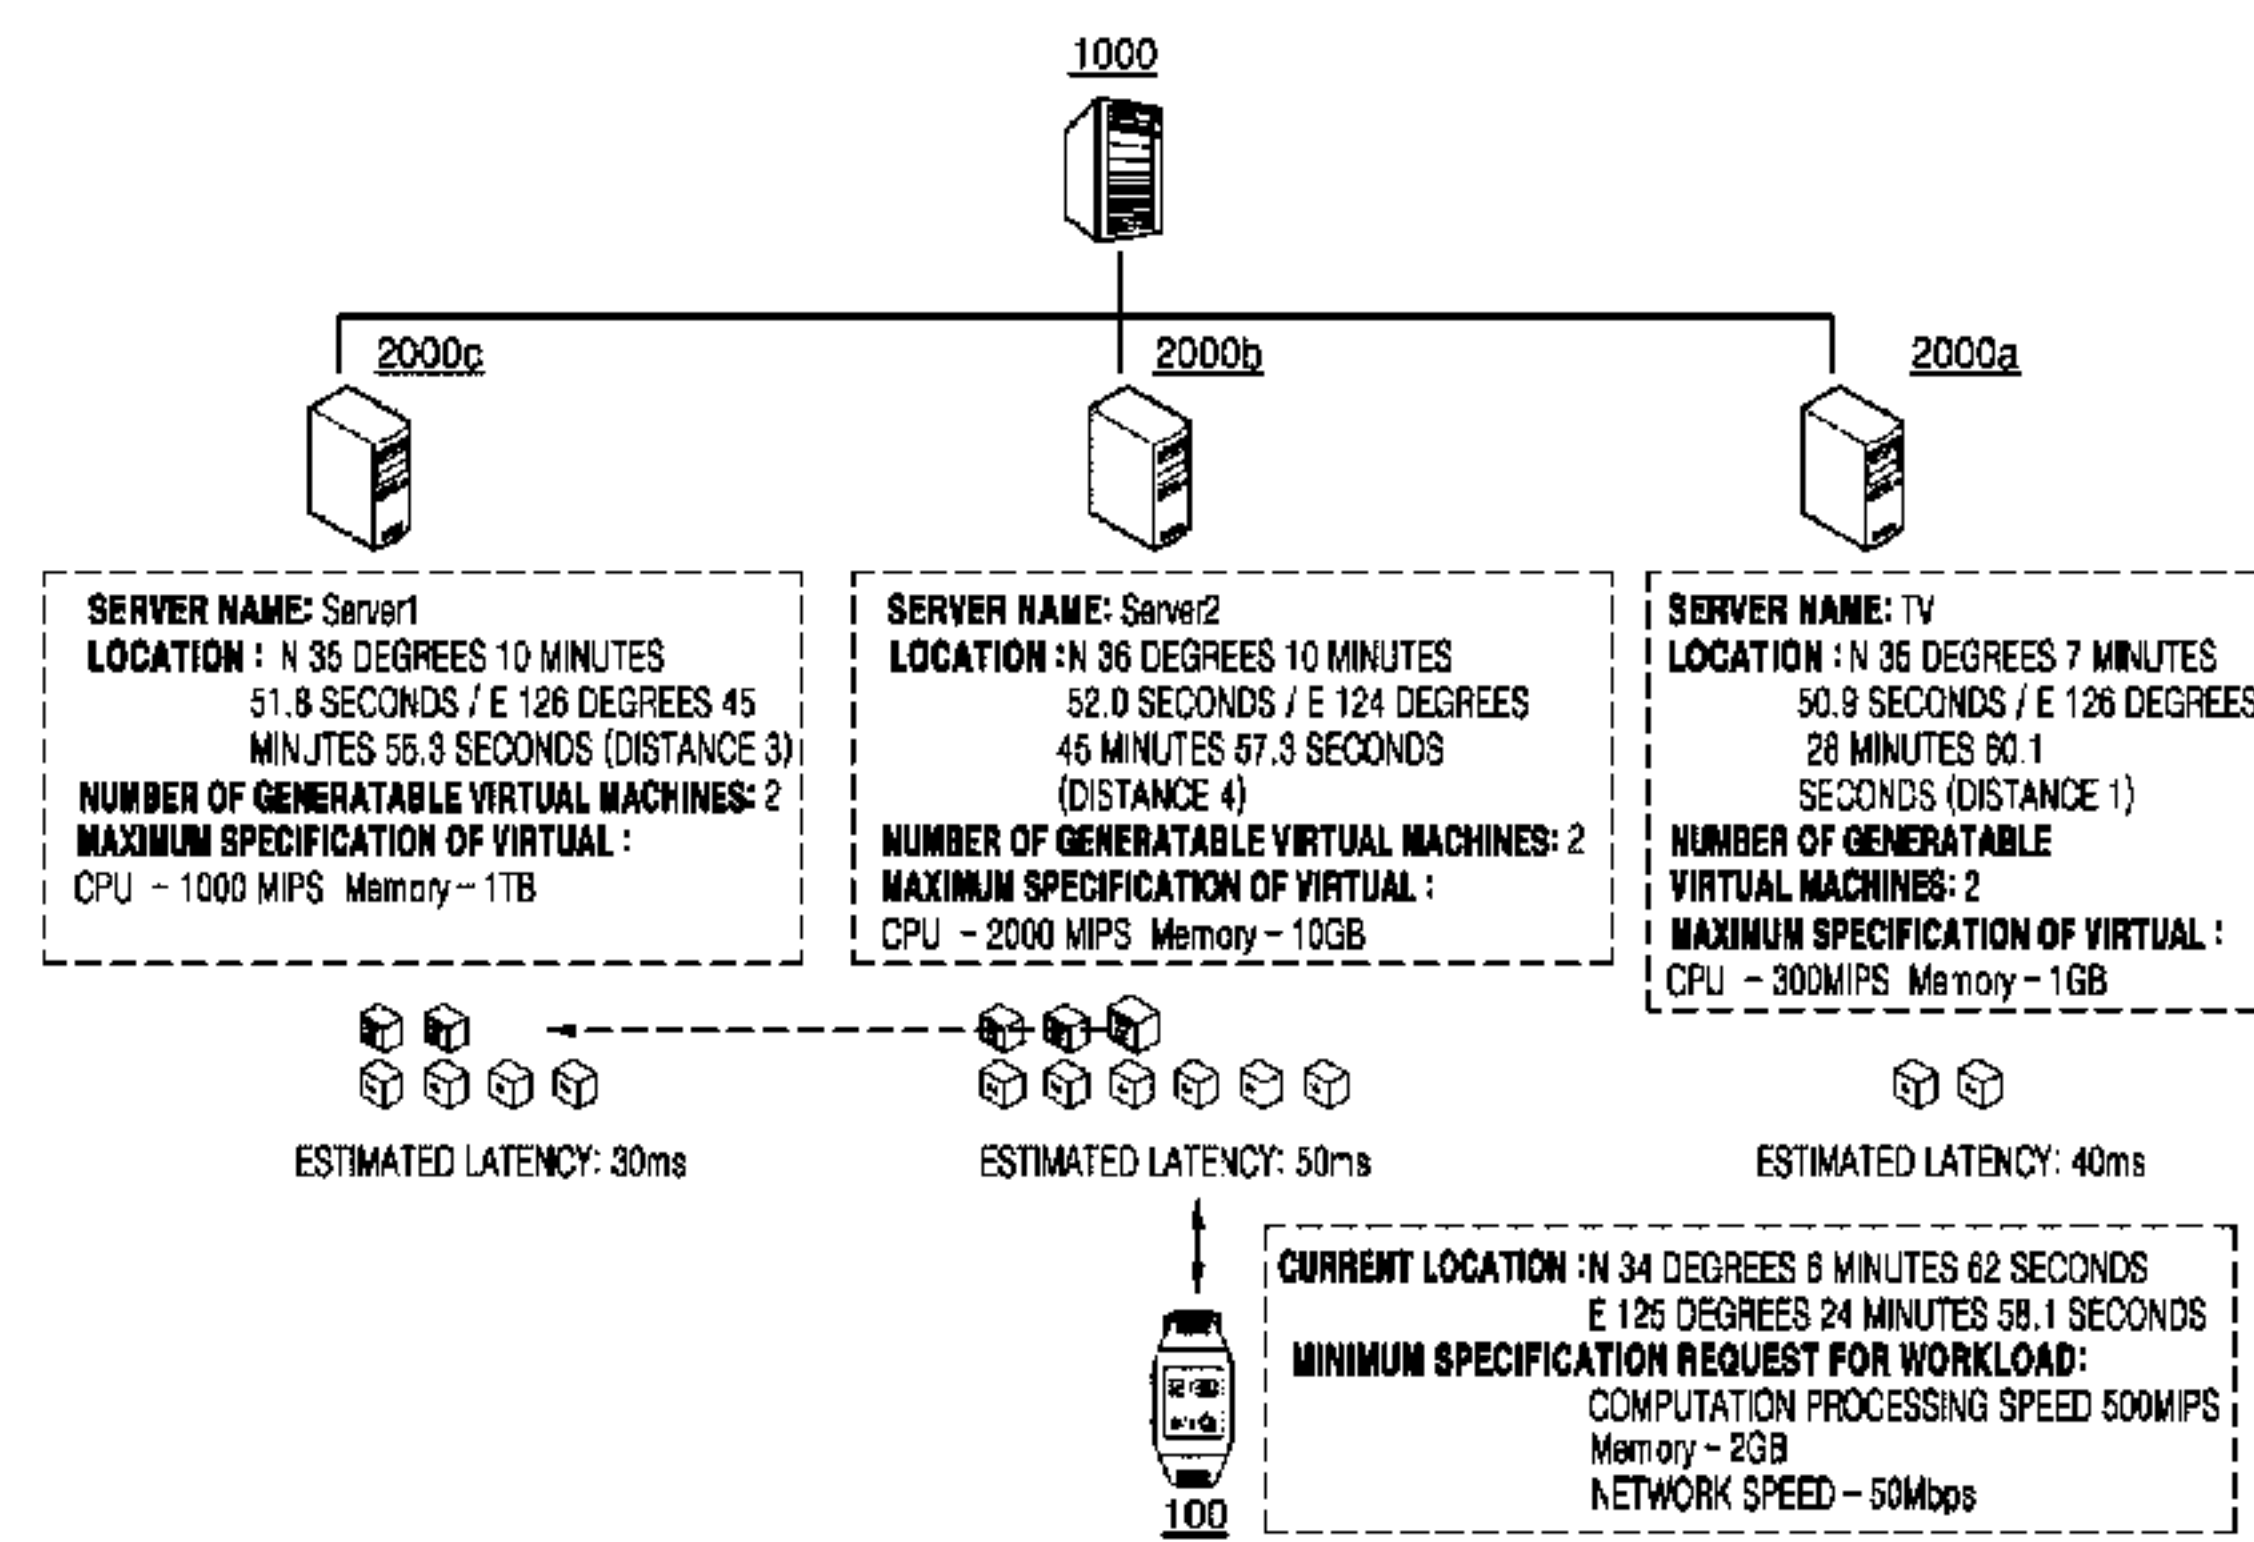 1000
2000c
2000b
2000a
SERVER NAME: Server1
LOCATION : N 35 DEGREES 10 MINUTES
51.8 SECONDS / E 126 DEGREES 45
MINUTES 56.3 SECONDS (DISTANCE 3)
NUMBER OF GENERATABLE VIRTUAL MACHINES: 2
MAXIMUM SPECIFICATION OF VIRTUAL :
CPU - 1000 MIPS Memory - 1TB
SERVER NAME: Server2
LOCATION : N 36 DEGREES 10 MINUTES
52.0 SECONDS / E 124 DEGREES
45 MINUTES 57.3 SECONDS
(DISTANCE 4)
NUMBER OF GENERATABLE VIRTUAL MACHINES: 2
MAXIMUM SPECIFICATION OF VIRTUAL :
CPU - 2000 MIPS Memory - 10GB
SERVER NAME: TV
LOCATION : N 35 DEGREES 7 MINUTES
50.9 SECONDS / E 126 DEGREES
28 MINUTES 60.1
SECONDS (DISTANCE 1)
NUMBER OF GENERATABLE
VIRTUAL MACHINES: 2
MAXIMUM SPECIFICATION OF VIRTUAL :
CPU - 300MIPS Memory - 1GB
ESTIMATED LATENCY: 30ms
ESTIMATED LATENCY: 50ms
ESTIMATED LATENCY: 40ms
CURRENT LOCATION : N 34 DEGREES 6 MINUTES 62 SECONDS
E 125 DEGREES 24 MINUTES 58.1 SECONDS
MINIMUM SPECIFICATION REQUEST FOR WORKLOAD:
COMPUTATION PROCESSING SPEED 500MIPS
Memory - 2GB
NETWORK SPEED - 50Mbps
100